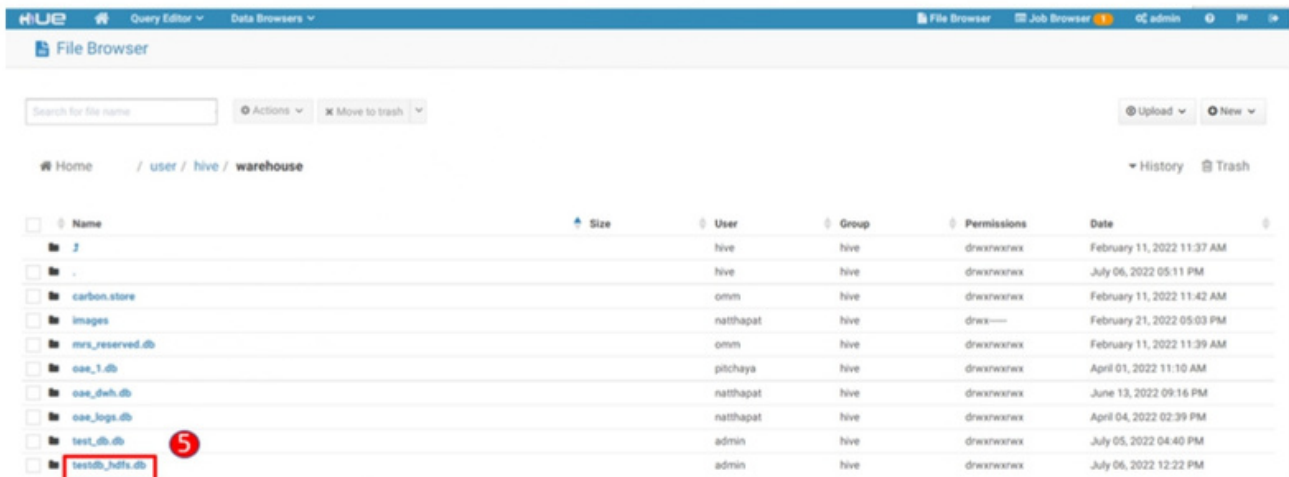 HUE Query Editor Data Browsers File Browser Job Browser 1 admin
File Browser
Search for file name Actions Move to trash Upload New
Home / user / hive / warehouse History Trash
Name Size User Group Permissions Date
hive hive drwxrwxrwx February 11, 2022 11:37 AM
. hive hive drwxrwxrwx July 06, 2022 05:11 PM
carbon.store omm hive drwxrwxrwx February 11, 2022 11:42 AM
images natthapat hive drwx------ February 21, 2022 05:03 PM
mrs_reserved.db omm hive drwxrwxrwx February 11, 2022 11:39 AM
oae_1.db pitchaya hive drwxrwxrwx April 01, 2022 11:10 AM
oae_dwh.db natthapat hive drwxrwxrwx June 13, 2022 09:16 PM
oae_logs.db natthapat hive drwxrwxrwx April 04, 2022 02:39 PM
test_db.db admin hive drwxrwxrwx July 05, 2022 04:40 PM
5
testdb_hdfs.db admin hive drwxrwxrwx July 06, 2022 12:22 PM